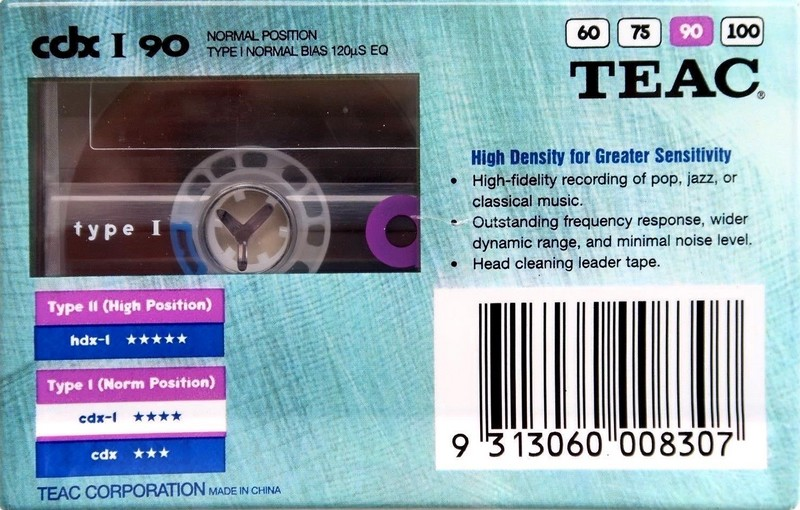 cdx I 90
NORMAL POSITION
TYPE I NORMAL BIAS 120µS EQ
60 75 90 100
TEAC®
type I
High Density for Greater Sensitivity
• High-fidelity recording of pop, jazz, or
classical music.
• Outstanding frequency response, wider
dynamic range, and minimal noise level.
• Head cleaning leader tape.
Type II (High Position)
hdx-I ★★★★★
Type I (Norm Position)
cdx-I ★★★★
cdx ★★★
TEAC CORPORATION MADE IN CHINA
9 313060 008307